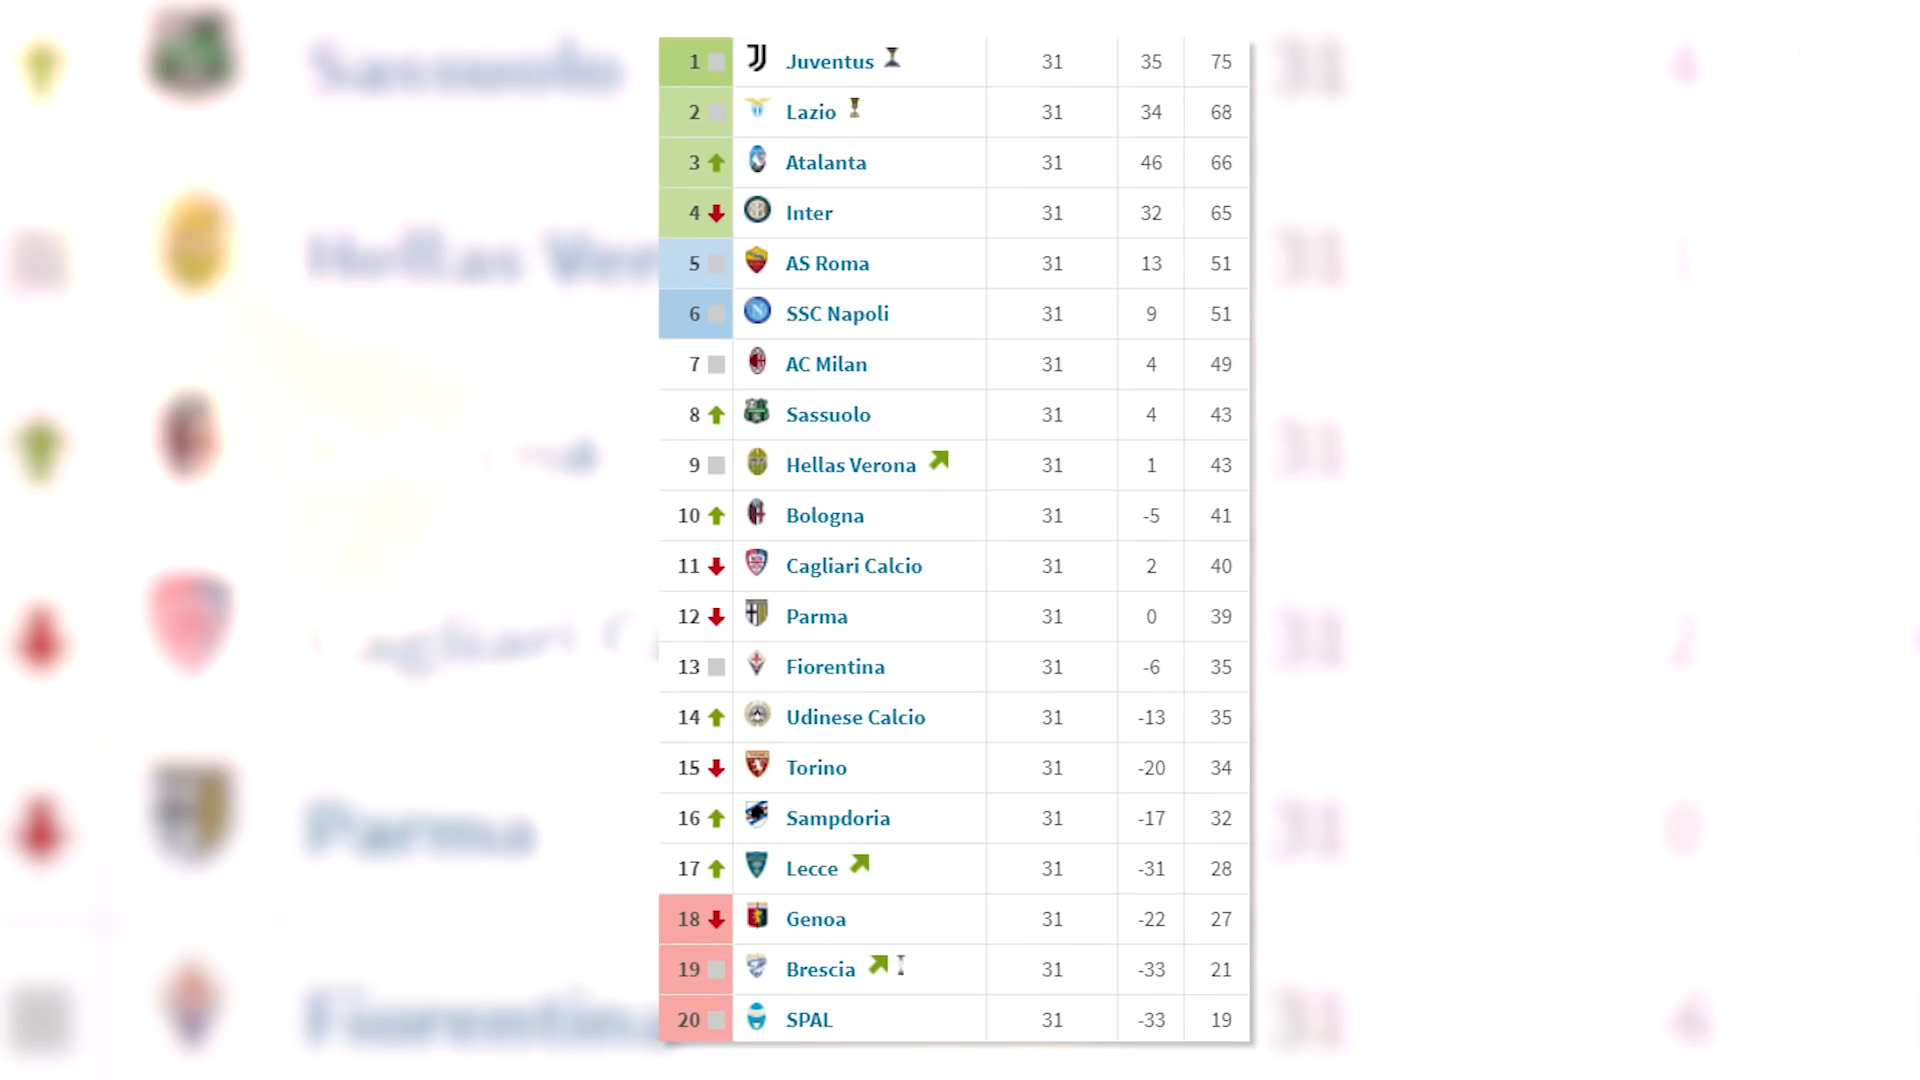 1 Juventus 31 35 75
2 Lazio 31 34 68
3 Atalanta 31 46 66
4 Inter 31 32 65
5 AS Roma 31 13 51
6 SSC Napoli 31 9 51
7 AC Milan 31 4 49
8 Sassuolo 31 4 43
9 Hellas Verona 31 1 43
10 Bologna 31 -5 41
11 Cagliari Calcio 31 2 40
12 Parma 31 0 39
13 Fiorentina 31 -6 35
14 Udinese Calcio 31 -13 35
15 Torino 31 -20 34
16 Sampdoria 31 -17 32
17 Lecce 31 -31 28
18 Genoa 31 -22 27
19 Brescia 31 -33 21
20 SPAL 31 -33 19